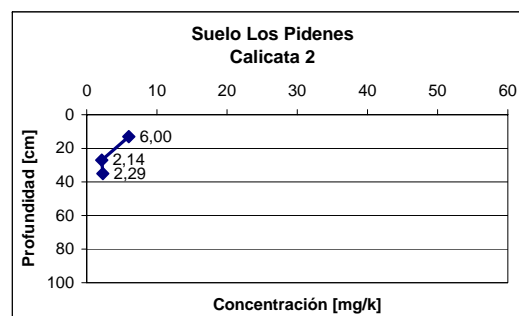 Suelo Los Pidenes
Calicata 2
0 10 20 30 40 50 60
0
20
40
60
80
100
6,00
2,14
2,29
Profundidad [cm]
Concentración [mg/k]